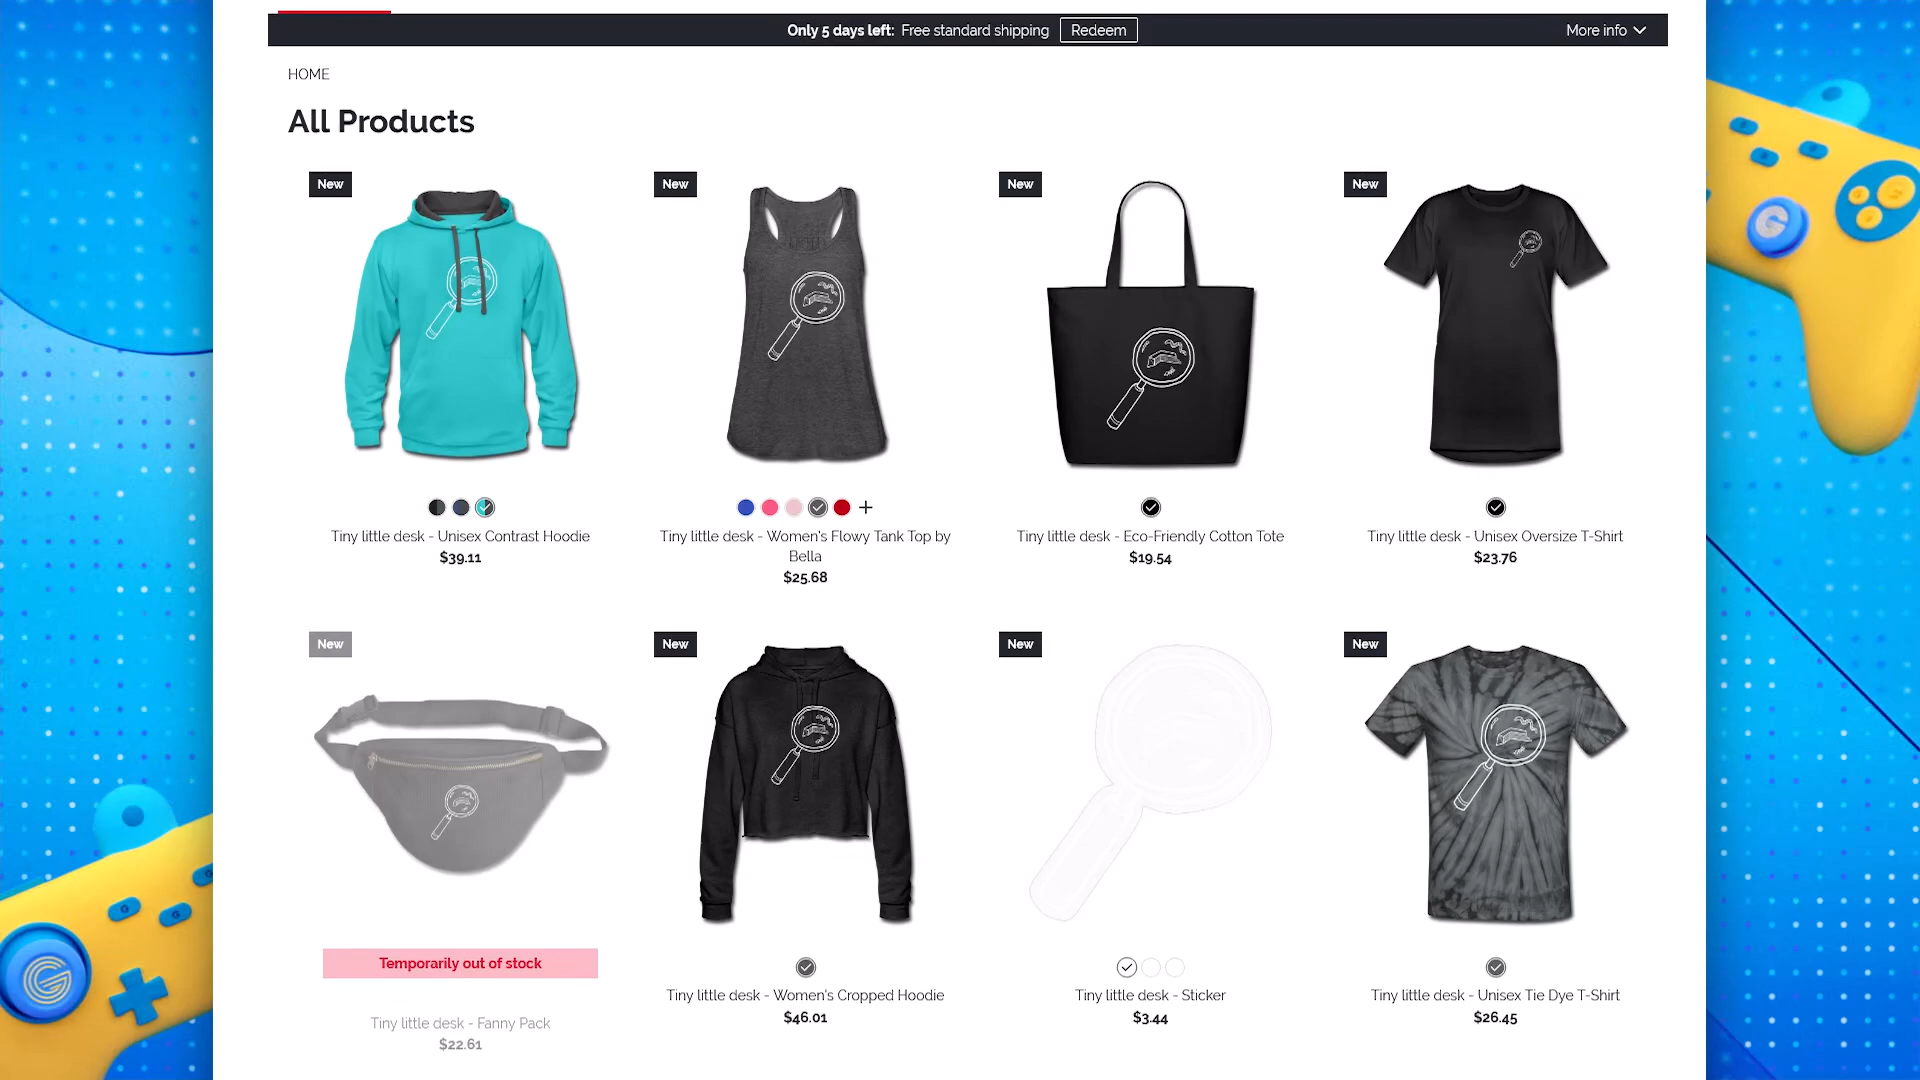 Only 5 days left: Free standard shipping Redeem More info
HOME
All Products
New New New New
Tiny little desk - Unisex Contrast Hoodie
$39.11
Tiny little desk - Women's Flowy Tank Top by
Bella
$25.68
Tiny little desk - Eco-Friendly Cotton Tote
$19.54
Tiny little desk - Unisex Oversize T-Shirt
$23.76
New New New New
Temporarily out of stock
Tiny little desk - Fanny Pack
$22.61
Tiny little desk - Women's Cropped Hoodie
$46.01
Tiny little desk - Sticker
$3.44
Tiny little desk - Unisex Tie Dye T-Shirt
$26.45